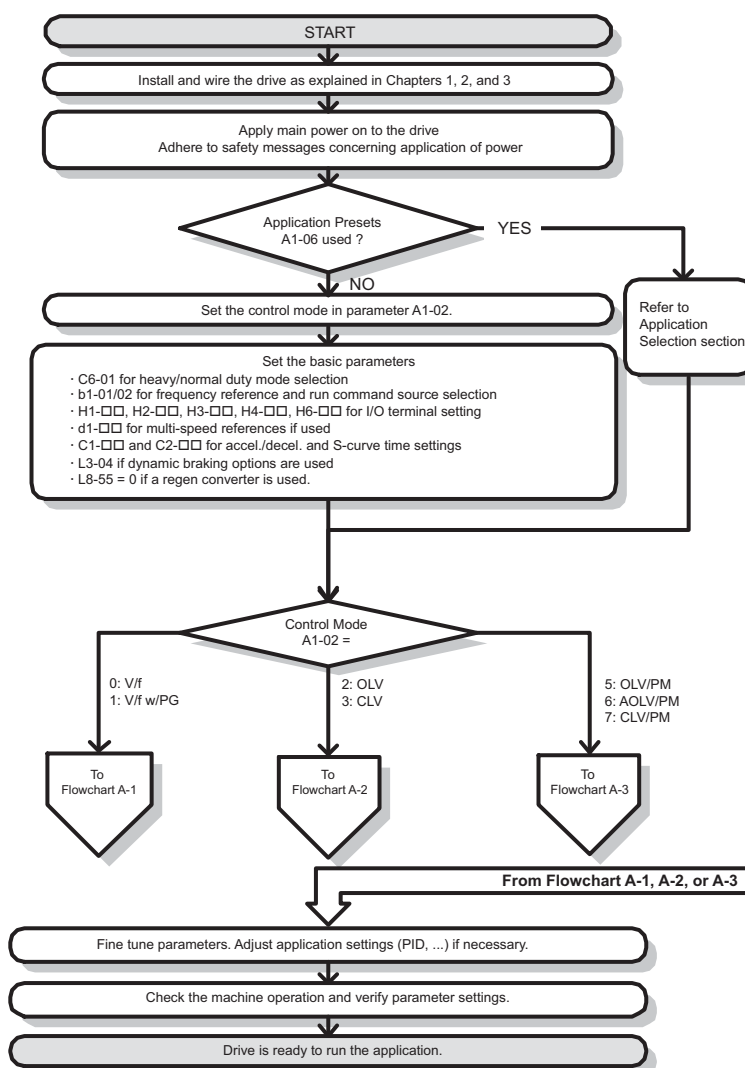 START
Install and wire the drive as explained in Chapters 1, 2, and 3
Apply main power on to the drive
Adhere to safety messages concerning application of power
Application Presets
A1-06 used ?
YES
NO
Set the control mode in parameter A1-02.
Refer to
Application
Selection section
Set the basic parameters
· C6-01 for heavy/normal duty mode selection
· b1-01/02 for frequency reference and run command source selection
· H1-□□, H2-□□, H3-□□, H4-□□, H6-□□ for I/O terminal setting
· d1-□□ for multi-speed references if used
· C1-□□ and C2-□□ for accel./decel. and S-curve time settings
· L3-04 if dynamic braking options are used
· L8-55 = 0 if a regen converter is used.
Control Mode
A1-02 =
0: V/f
1: V/f w/PG
2: OLV
3: CLV
5: OLV/PM
6: AOLV/PM
7: CLV/PM
To
Flowchart A-1
To
Flowchart A-2
To
Flowchart A-3
From Flowchart A-1, A-2, or A-3
Fine tune parameters. Adjust application settings (PID, ...) if necessary.
Check the machine operation and verify parameter settings.
Drive is ready to run the application.